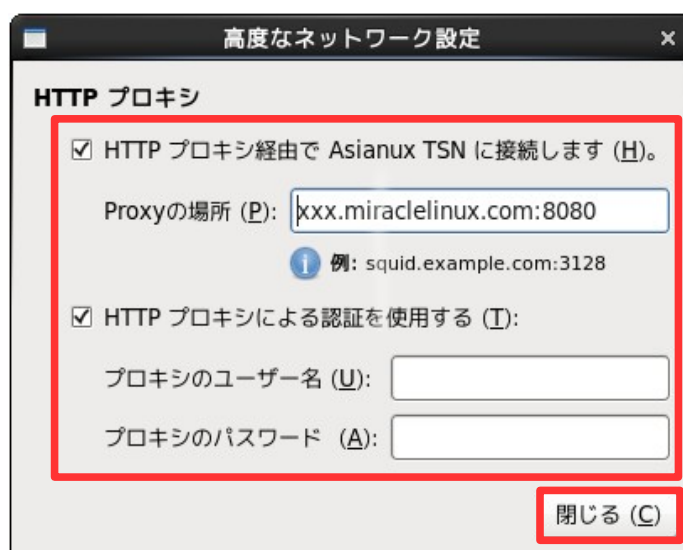 高度なネットワーク設定
HTTP プロキシ
HTTP プロキシ経由で Asianux TSN に接続します (H)。
Proxyの場所 (P): xxx.miraclelinux.com:8080
例: squid.example.com:3128
HTTP プロキシによる認証を使用する (T):
プロキシのユーザー名 (U):
プロキシのパスワード (A):
閉じる (C)